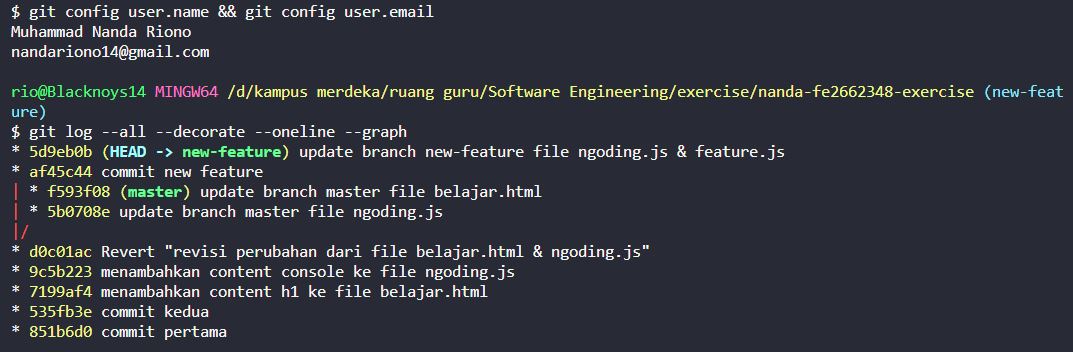 $ git config user.name && git config user.email
Muhammad Nanda Riono
nandariono14@gmail.com
rio@Blacknoys14 MINGW64 /d/kampus merdeka/ruang guru/Software Engineering/exercise/nanda-fe2662348-exercise (new-feat
ure)
$ git log --all --decorate --oneline --graph
* 5d9eb0b (HEAD -> new-feature) update branch new-feature file ngoding.js & feature.js
* af45c44 commit new feature
| * f593f08 (master) update branch master file belajar.html
| * 5b0708e update branch master file ngoding.js
|/
* d0c01ac Revert "revisi perubahan dari file belajar.html & ngoding.js"
* 9c5b223 menambahkan content console ke file ngoding.js
* 7199af4 menambahkan content h1 ke file belajar.html
* 535fb3e commit kedua
* 851b6d0 commit pertama